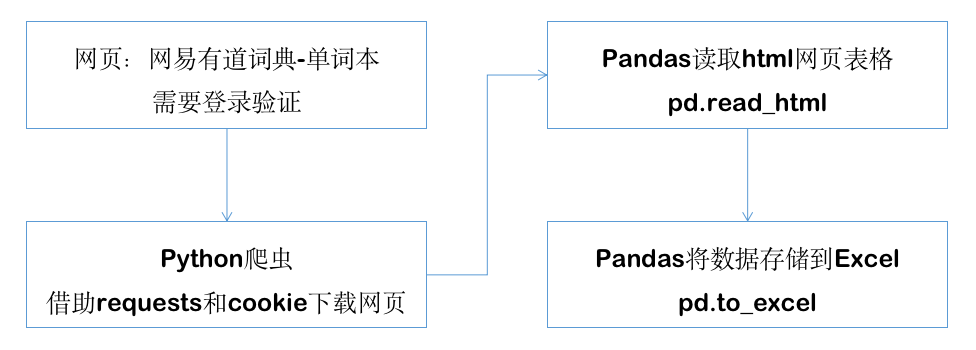 网页：网易有道词典-单词本
需要登录验证
Python爬虫
借助requests和cookie下载网页
Pandas读取html网页表格
pd.read_html
Pandas将数据存储到Excel
pd.to_excel